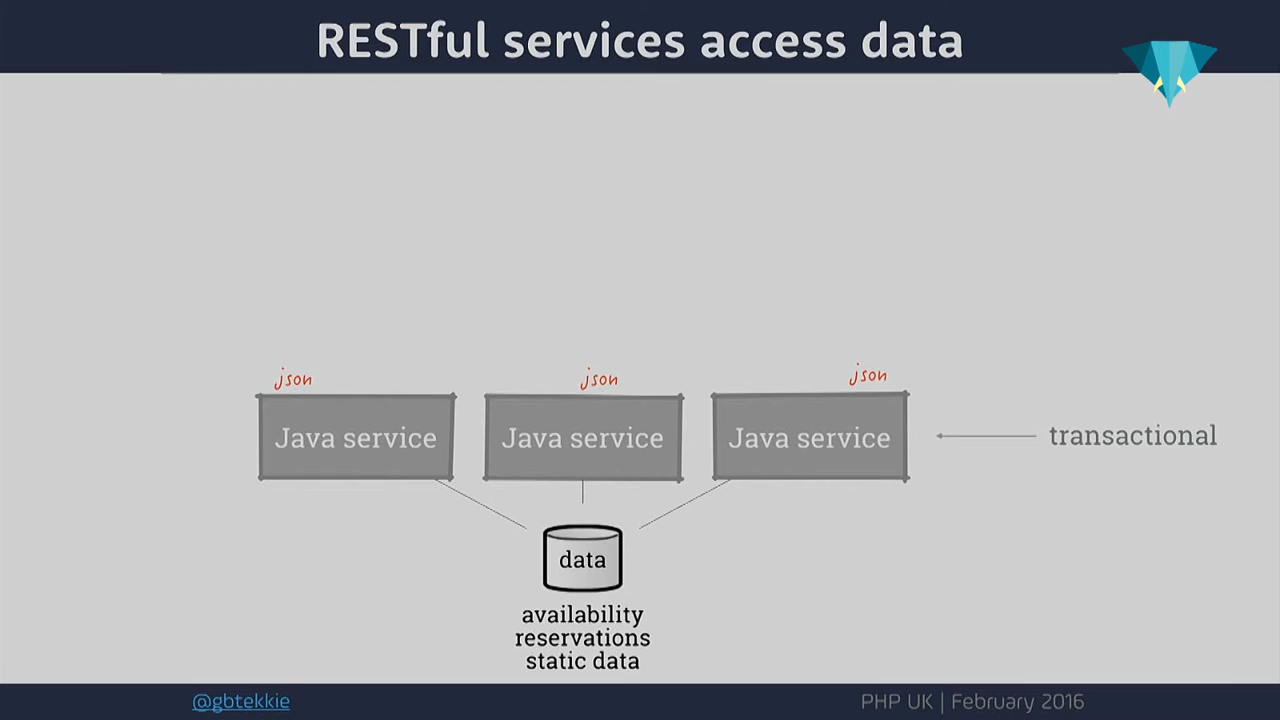 RESTful services access data
json
json
json
Java service
Java service
Java service
transactional
data
availability
reservations
static data
@gbtekkie
PHP UK | February 2016